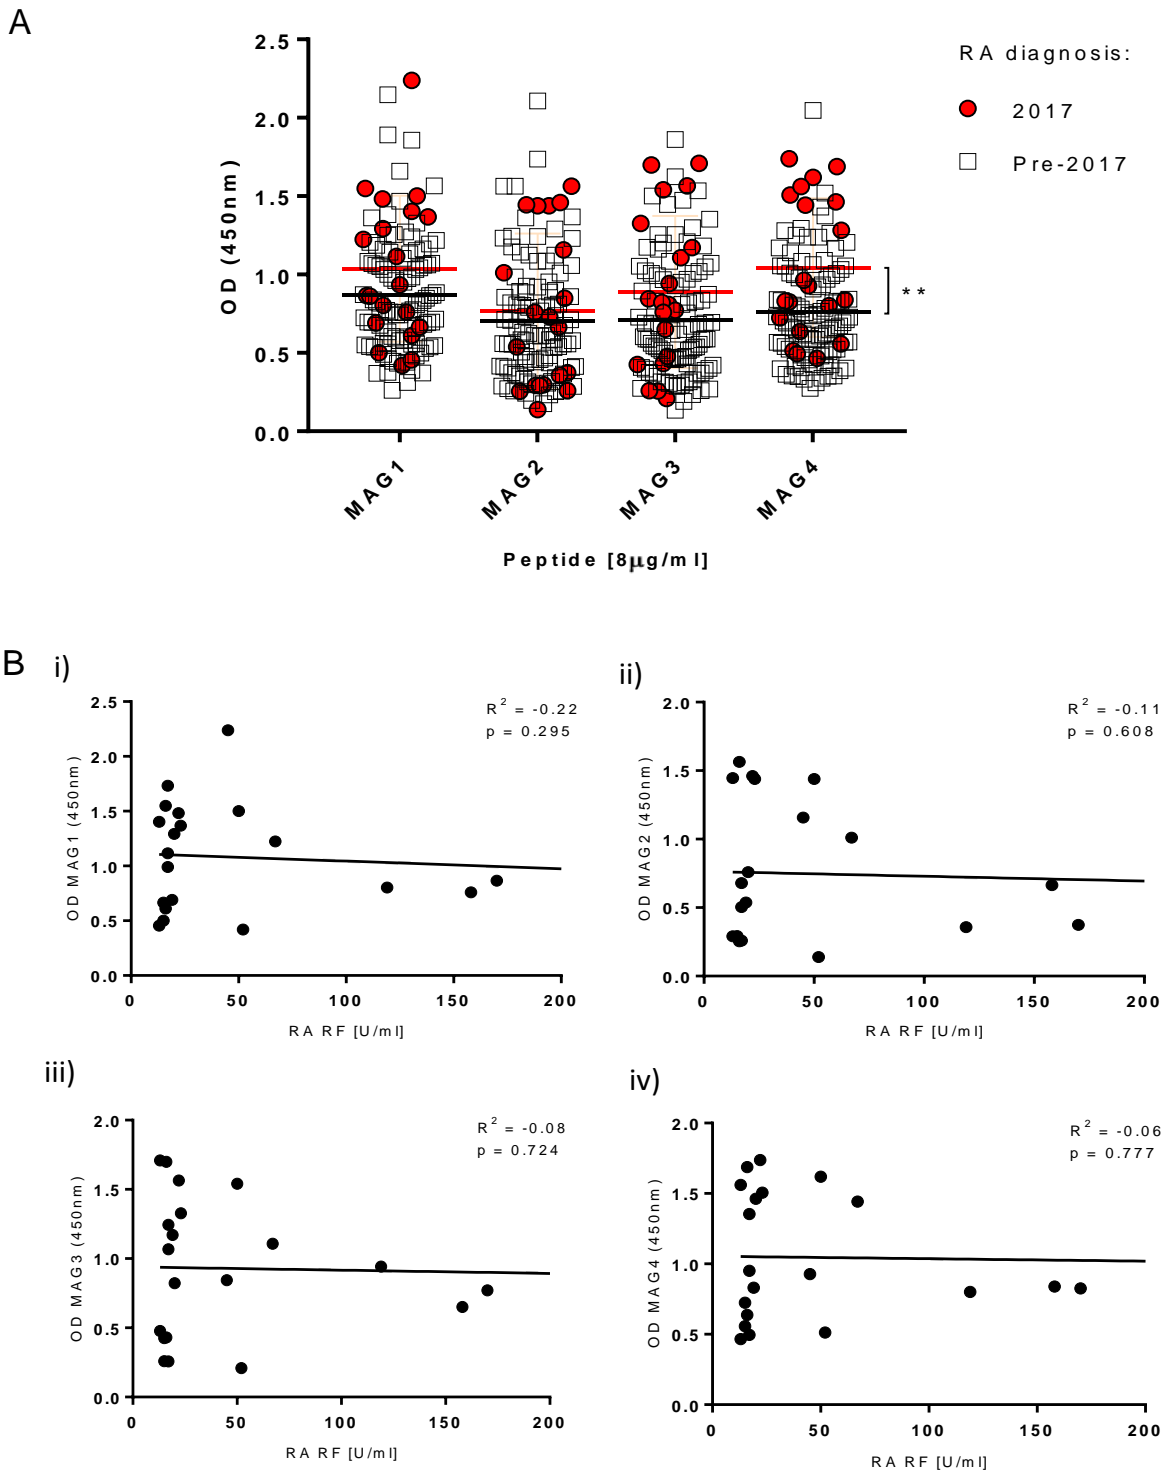 A
RA diagnosis:
2017
Pre-2017
OD (450nm)
2.5
2.0
1.5
1.0
0.5
0.0
**
MAG1 MAG2 MAG3 MAG4
Peptide [8μg/ml]
B
i)
R² = -0.22
p = 0.295
OD MAG1 (450nm)
2.5
2.0
1.5
1.0
0.5
0.0
0 50 100 150 200
RA RF [U/ml]
ii)
R² = -0.11
p = 0.608
OD MAG2 (450nm)
2.0
1.5
1.0
0.5
0.0
0 50 100 150 200
RA RF [U/ml]
iii)
R² = -0.08
p = 0.724
OD MAG3 (450nm)
2.0
1.5
1.0
0.5
0.0
0 50 100 150 200
RA RF [U/ml]
iv)
R² = -0.06
p = 0.777
OD MAG4 (450nm)
2.0
1.5
1.0
0.5
0.0
0 50 100 150 200
RA RF [U/ml]